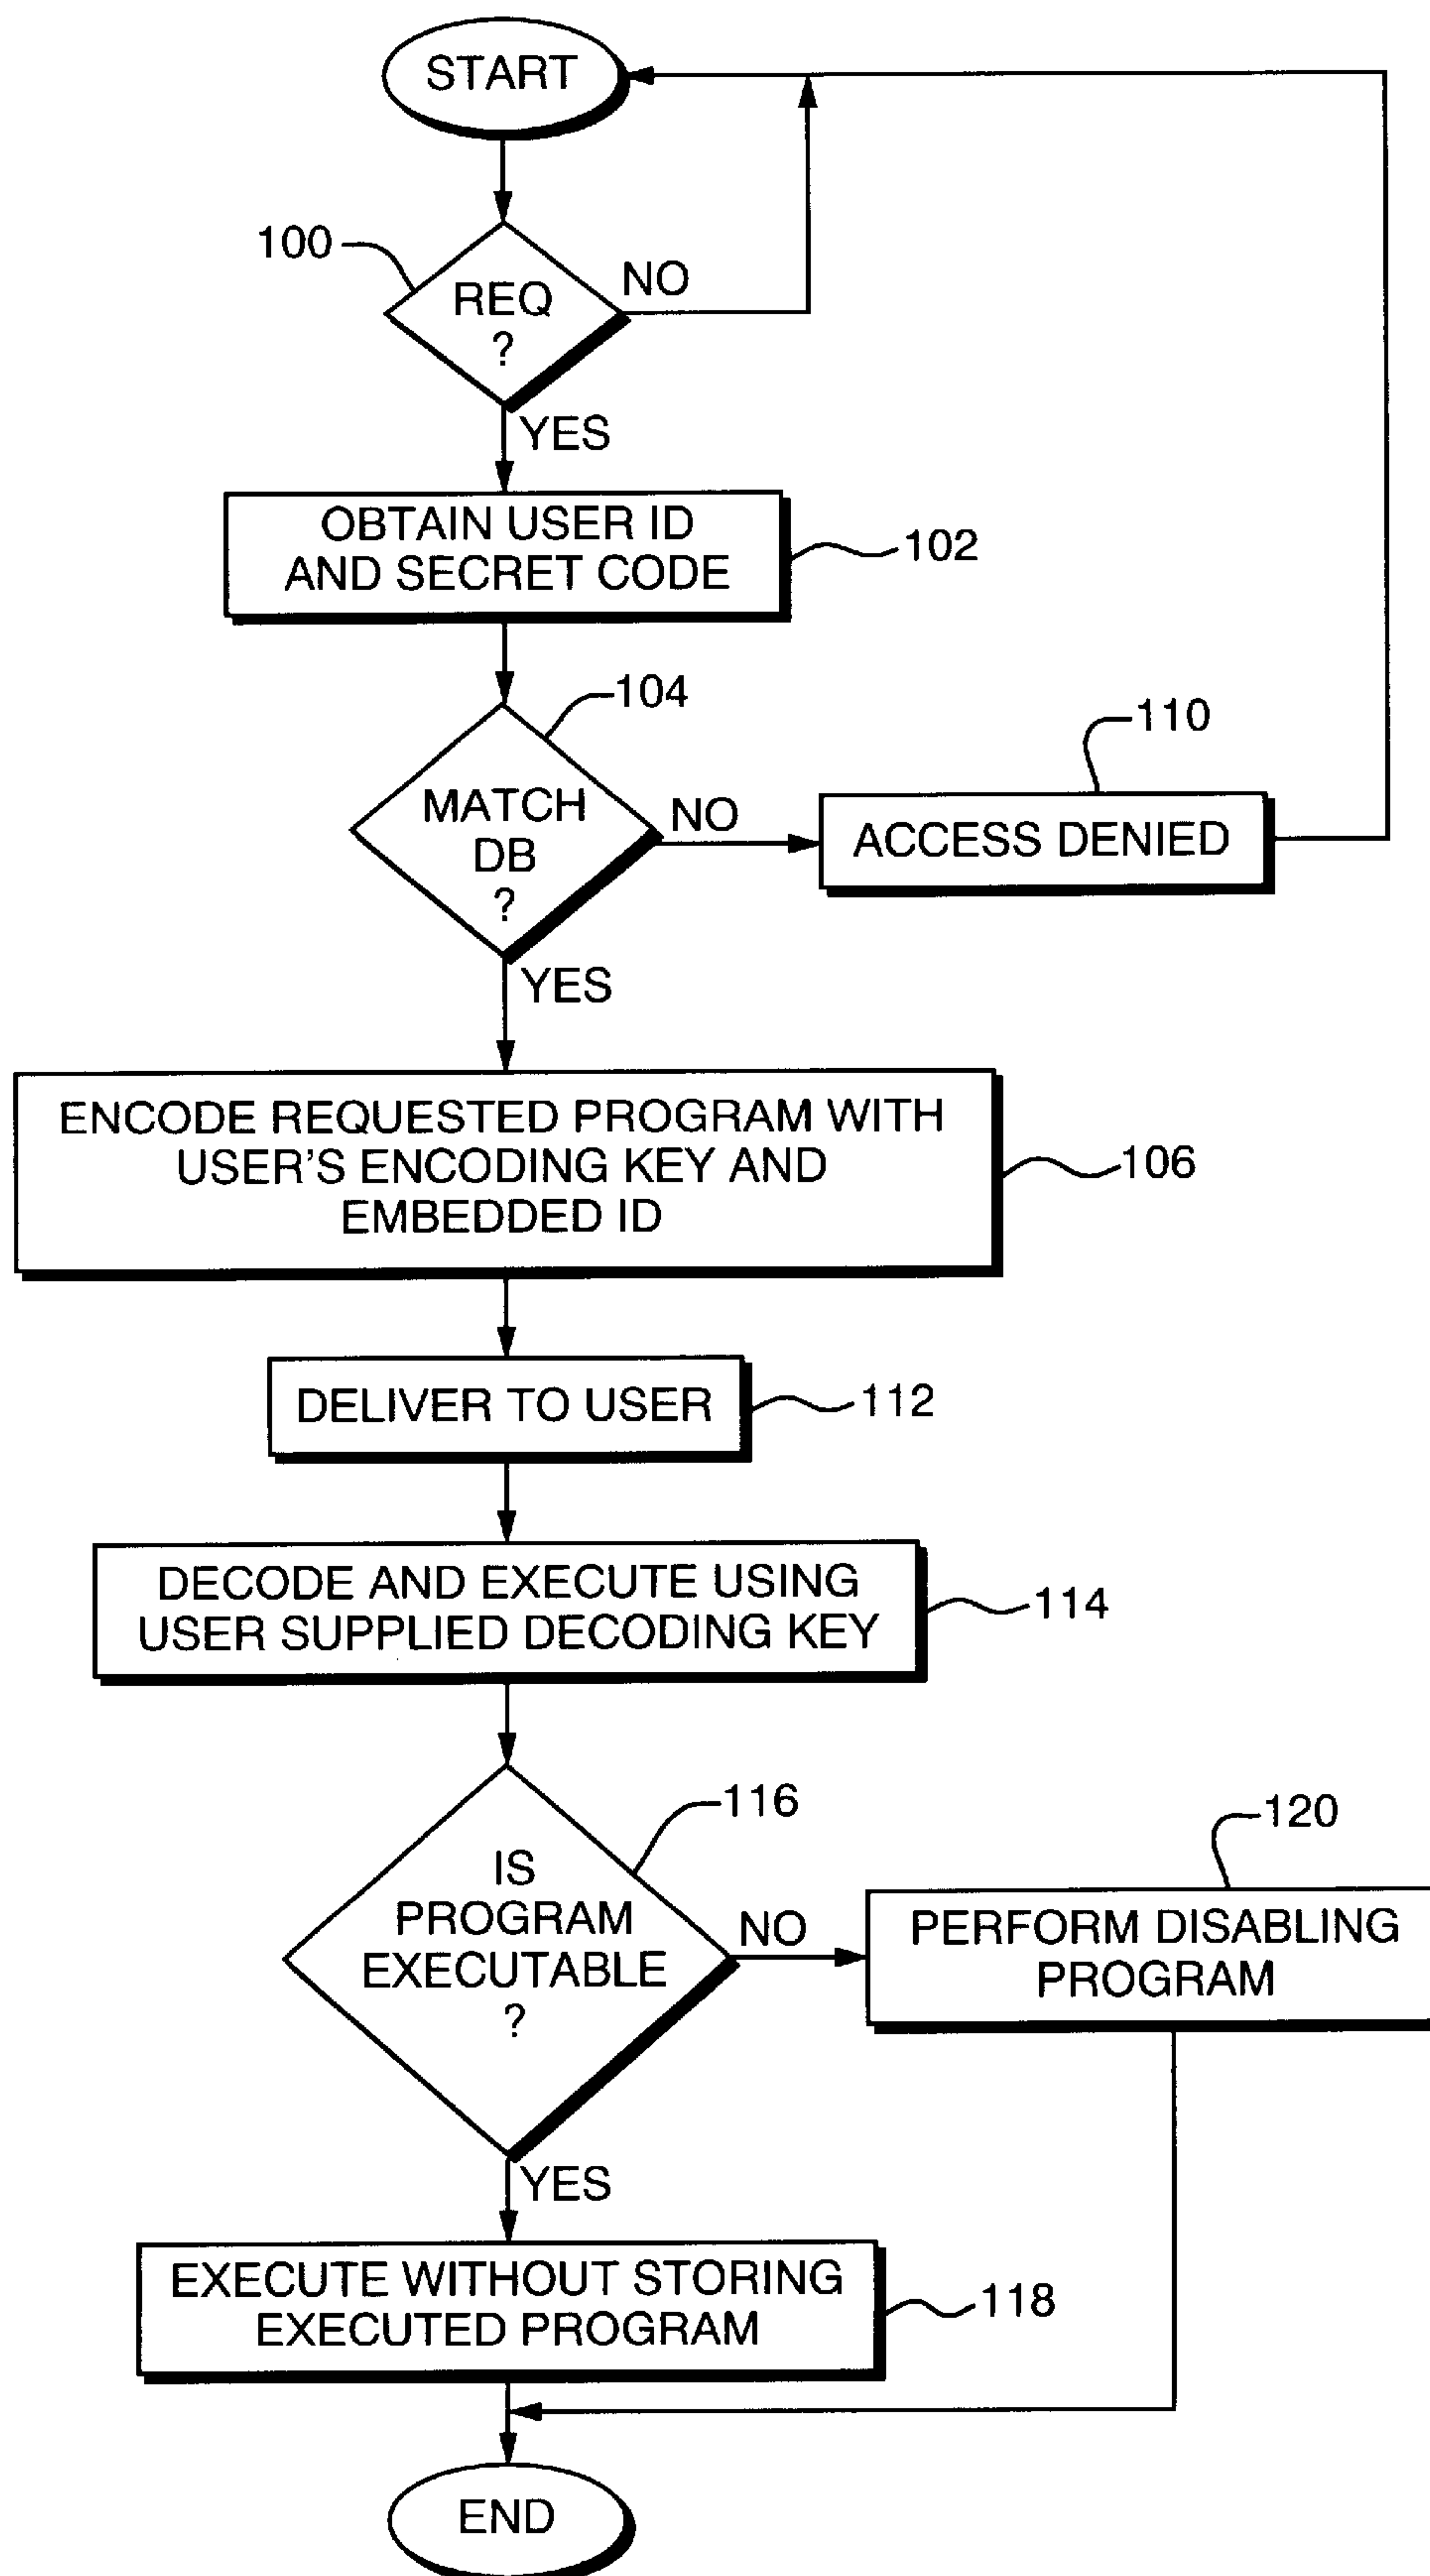 START
100
REQ
?
NO
YES
OBTAIN USER ID
AND SECRET CODE
102
104
MATCH
DB
?
NO
110
ACCESS DENIED
YES
ENCODE REQUESTED PROGRAM WITH
USER'S ENCODING KEY AND
EMBEDDED ID
106
DELIVER TO USER
112
DECODE AND EXECUTE USING
USER SUPPLIED DECODING KEY
114
116
IS
PROGRAM
EXECUTABLE
?
NO
120
PERFORM DISABLING
PROGRAM
YES
EXECUTE WITHOUT STORING
EXECUTED PROGRAM
118
END